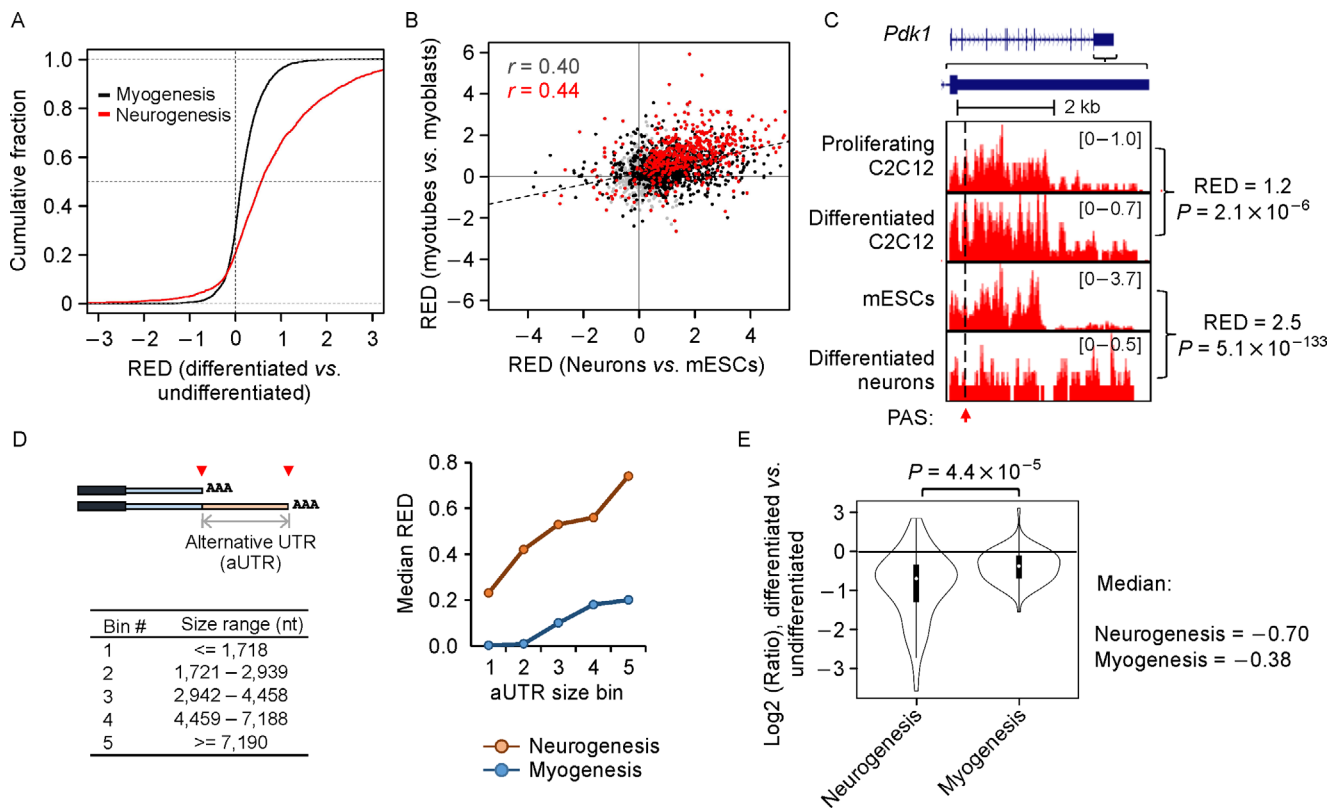 A
1.0
0.8
0.6
0.4
0.2
0
Cumulative fraction
Myogenesis
Neurogenesis
−3 −2 −1 0 1 2 3
RED (differentiated vs.
undifferentiated)
B
6
4
2
0
−2
−4
−6
RED (myotubes vs. myoblasts)
r = 0.40
r = 0.44
−4 −2 0 2 4
RED (Neurons vs. mESCs)
C
Pdk1
2 kb
Proliferating
C2C12
[0−1.0]
Differentiated
C2C12
[0−0.7]
RED = 1.2
P = 2.1 × 10−6
mESCs
[0−3.7]
Differentiated
neurons
[0−0.5]
RED = 2.5
P = 5.1 × 10−133
PAS:
D
AAA
AAA
Alternative UTR
(aUTR)
Bin # Size range (nt)
1 <= 1,718
2 1,721 – 2,939
3 2,942 – 4,458
4 4,459 – 7,188
5 >= 7,190
0.8
0.6
0.4
0.2
0.0
Median RED
1 2 3 4 5
aUTR size bin
Neurogenesis
Myogenesis
E
P = 4.4 × 10−5
3
0
−1
−2
−3
Log2 (Ratio), differentiated vs.
undifferentiated
Neurogenesis
Myogenesis
Median:
Neurogenesis = −0.70
Myogenesis = −0.38